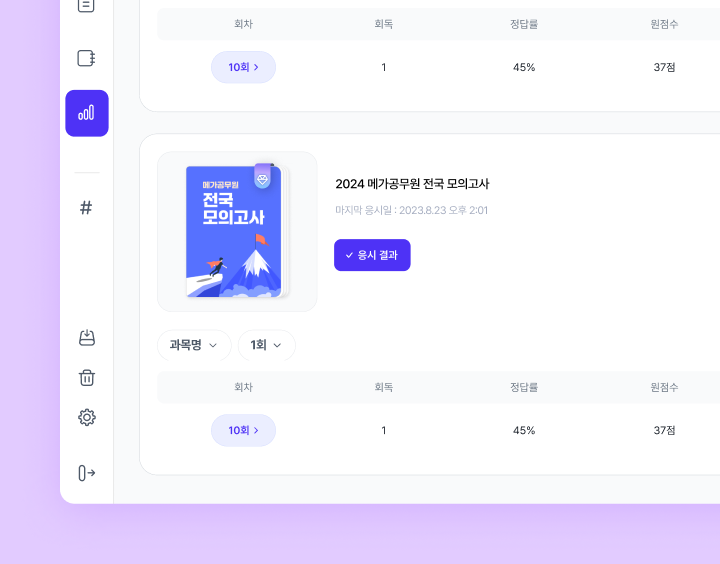 회차 회독 정답률 원점수
10회 1 45% 37점
메가공무원
전국
모의고사
2024 메가공무원 전국 모의고사
마지막 응시일 : 2023.8.23 오후 2:01
응시 결과
#
과목명 1회
회차 회독 정답률 원점수
10회 1 45% 37점